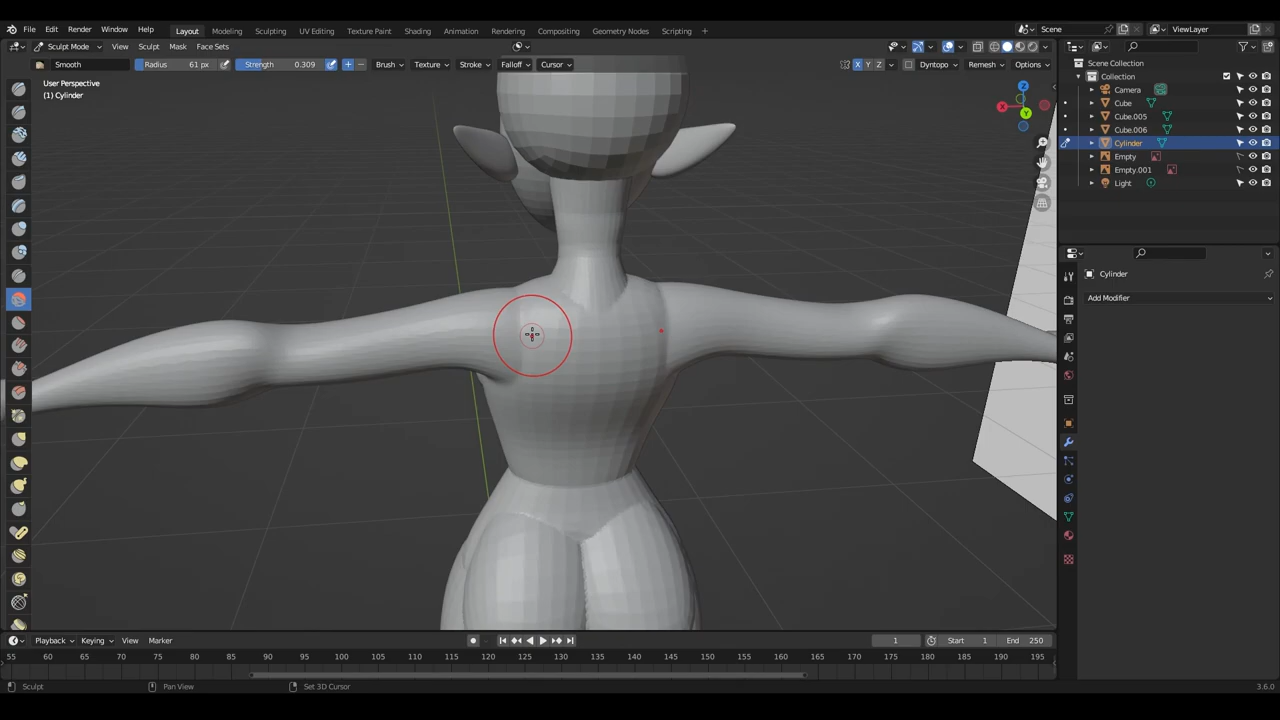 File Edit Render Window Help Layout Modeling Sculpting UV Editing Texture Paint Shading Animation Rendering Compositing Geometry Nodes Scripting Scene ViewLayer
Sculpt Mode View Sculpt Mask Face Sets
Smooth Radius 61 px Strength 0.309 Brush Texture Stroke Falloff Cursor X Y Z Dyntopo Remesh Options
User Perspective
(1) Cylinder
X
Y
Z
Scene Collection
Collection
Camera
Cube
Cube.005
Cube.006
Cylinder
Empty
Empty.001
Light
Cylinder
Add Modifier
Playback Keying View Marker 1 Start 1 End 250
55 60 65 70 75 80 85 90 95 100 105 110 115 120 125 130 135 140 145 150 155 160 165 170 175 180 185 190 195
Sculpt Pan View Set 3D Cursor 3.6.0